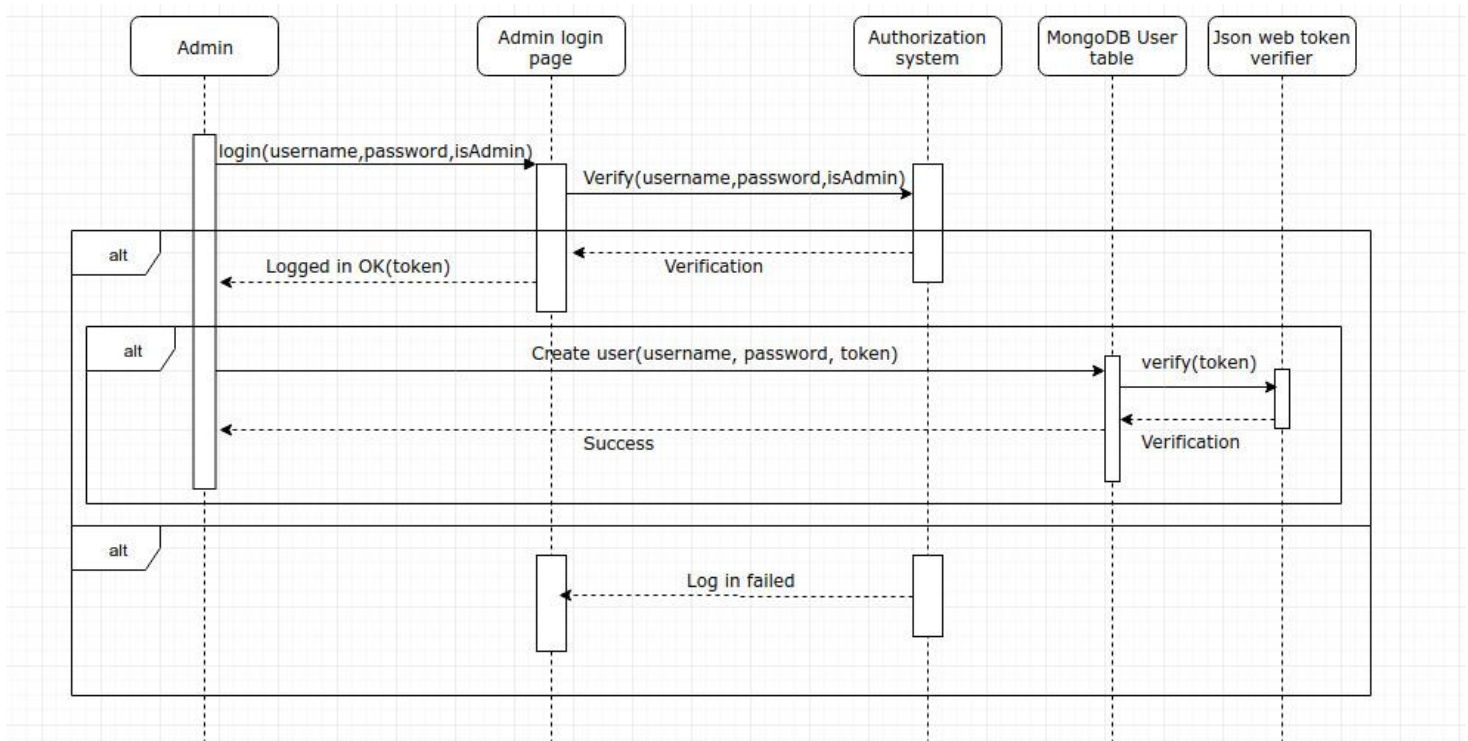 Admin
Admin login
page
Authorization
system
MongoDB User
table
Json web token
verifier
login(username,password,isAdmin)
Verify(username,password,isAdmin)
alt
Verification
Logged in OK(token)
alt
Create user(username, password, token)
verify(token)
Success
Verification
alt
Log in failed